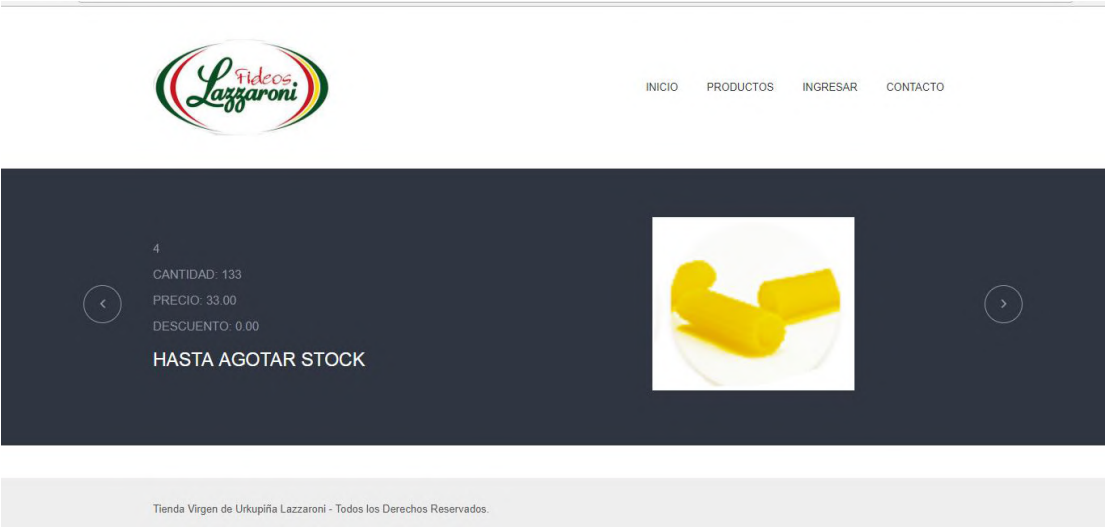 Fideos
Lazzaroni
INICIO PRODUCTOS INGRESAR CONTACTO
4
CANTIDAD: 133
PRECIO: 33.00
DESCUENTO: 0.00
HASTA AGOTAR STOCK
Tienda Virgen de Urkupiña Lazzaroni - Todos los Derechos Reservados.